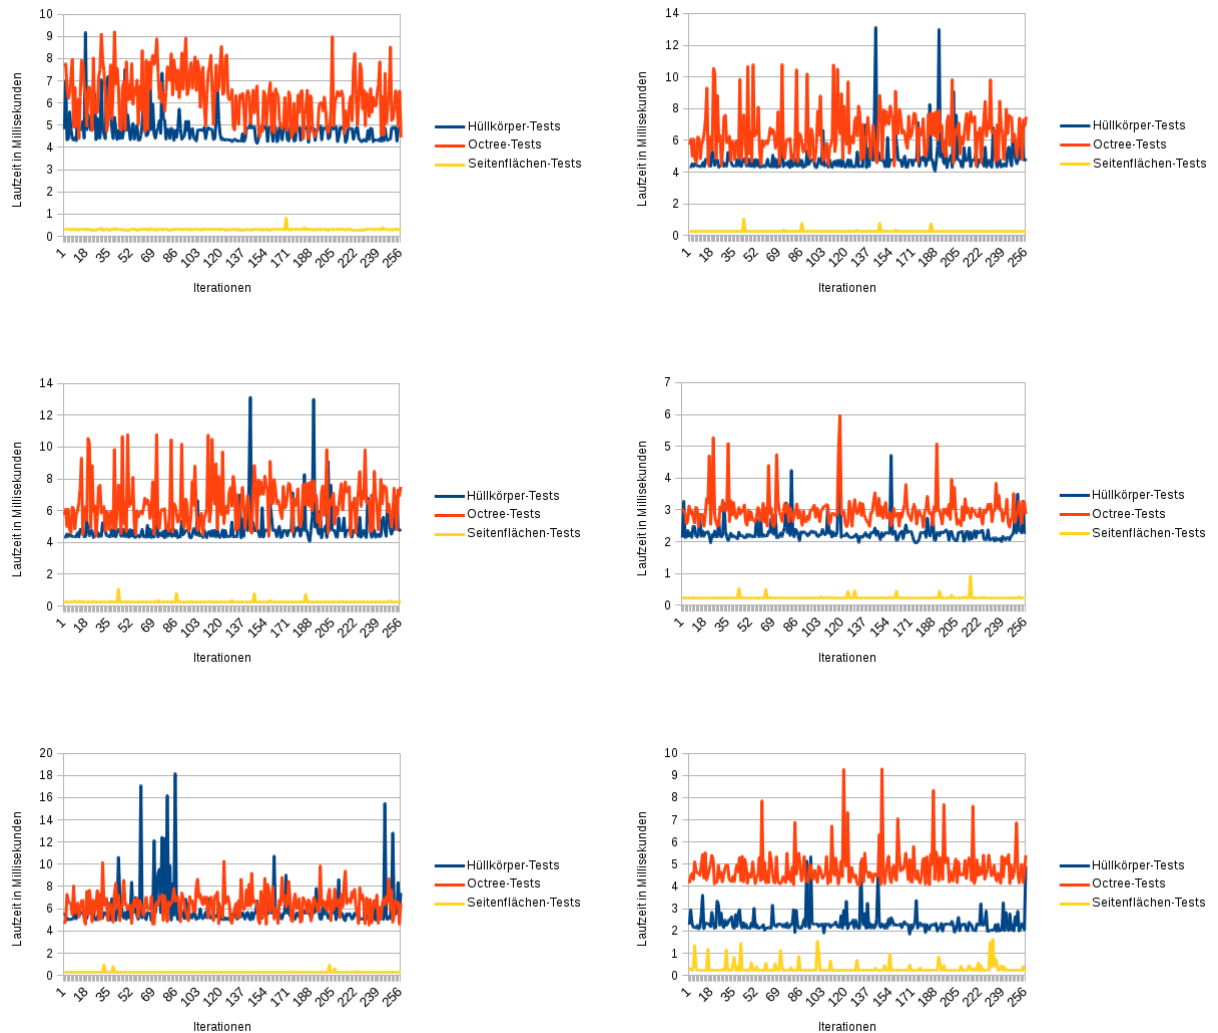 10
9
8
7
6
5
4
3
2
1
0
Laufzeit in Millisekunden
1 18 35 52 69 86 103 120 137 154 171 188 205 222 239 256
Iterationen
Hüllkörper-Tests
Octree-Tests
Seitenflächen-Tests
14
12
10
8
6
4
2
0
Laufzeit in Millisekunden
1 18 35 52 69 86 103 120 137 154 171 188 205 222 239 256
Iterationen
Hüllkörper-Tests
Octree-Tests
Seitenflächen-Tests
14
12
10
8
6
4
2
0
Laufzeit in Millisekunden
1 18 35 52 69 86 103 120 137 154 171 188 205 222 239 256
Iterationen
Hüllkörper-Tests
Octree-Tests
Seitenflächen-Tests
7
6
5
4
3
2
1
0
Laufzeit in Millisekunden
1 18 35 52 69 86 103 120 137 154 171 188 205 222 239 256
Iterationen
Hüllkörper-Tests
Octree-Tests
Seitenflächen-Tests
20
18
16
14
12
10
8
6
4
2
0
Laufzeit in Millisekunden
1 18 35 52 69 86 103 120 137 154 171 188 205 222 239 256
Iterationen
Hüllkörper-Tests
Octree-Tests
Seitenflächen-Tests
10
9
8
7
6
5
4
3
2
1
0
Laufzeit in Millisekunden
1 18 35 52 69 86 103 120 137 154 171 188 205 222 239 256
Iterationen
Hüllkörper-Tests
Octree-Tests
Seitenflächen-Tests